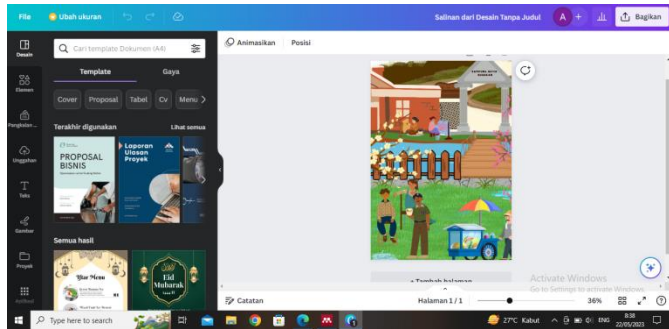 File
Ubah ukuran
Salinan dari Desain Tanpa Judul
A
+
Bagikan
Desain
Elemen
Unggahan
Teks
Gambar
Proyek
Cari template Dokumen (A4)
Template
Gaya
Cover
Proposal
Tabel
Cv
Menu
Terakhir digunakan
Lihat semua
PROPOSAL
BISNIS
Laporan
Ulasan
Proyek
Semua hasil
Eid
Mubarak
Animasikan
Posisi
+ Tambah halaman
Activate Windows
Go to Settings to activate Windows.
Catatan
Halaman 1 / 1
36%
Type here to search
27°C Kabut
ENG
8:38
22/05/2023